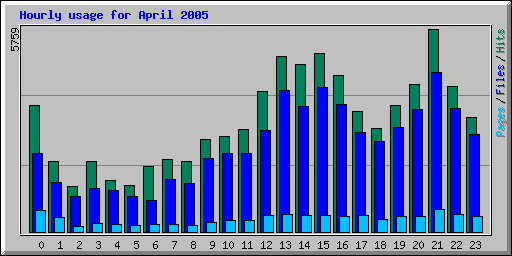 Hourly usage for April 2005
5759
Pages / Files / Hits
0 1 2 3 4 5 6 7 8 9 10 11 12 13 14 15 16 17 18 19 20 21 22 23